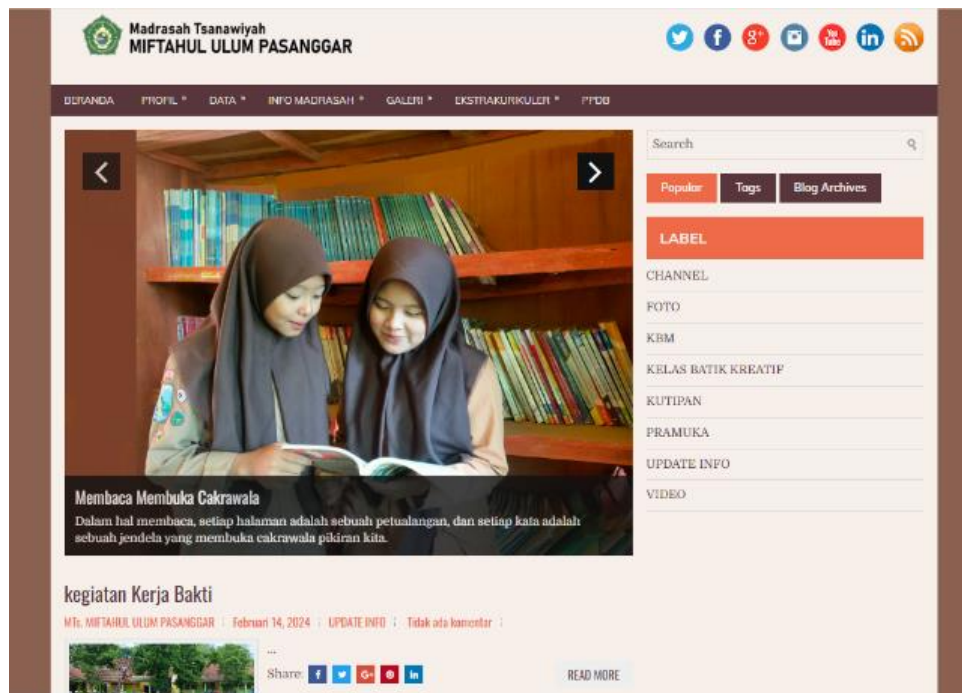 Madrasah Tsanawiyah
MIFTAHUL ULUM PASANGGAR
BERANDA PROFIL DATA INFO MADRASAH GALERI EKSTRAKURIKULER PPDB
Search
Popular Tags Blog Archives
LABEL
CHANNEL
FOTO
KBM
KELAS BATIK KREATIF
KUTIPAN
PRAMUKA
UPDATE INFO
VIDEO
Membaca Membuka Cakrawala
Dalam hal membaca, setiap halaman adalah sebuah petualangan, dan setiap kata adalah
sebuah jendela yang membuka cakrawala pikiran kita.
kegiatan Kerja Bakti
MTs. MIFTAHUL ULUM PASANGGAR Februari 14, 2024 UPDATE INFO Tidak ada komentar
...
Share:
READ MORE